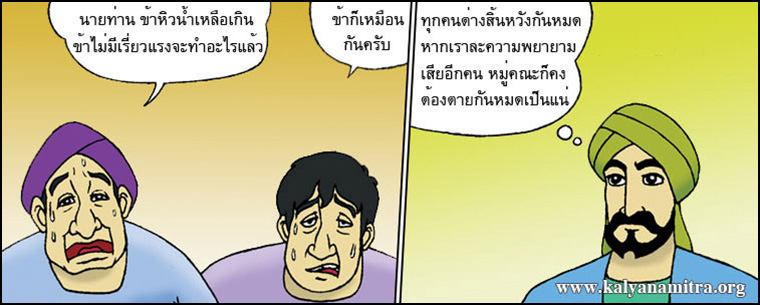 นายท่าน ข้าหิวน้ำเหลือเกิน
ข้าไม่มีเรี่ยวแรงจะทำอะไรแล้ว
ข้าก็เหมือน
กันครับ
ทุกคนต่างสิ้นหวังกันหมด
หากเราละความพยายาม
เสียอีกคน หมู่คณะก็คง
ต้องตายกันหมดเป็นแน่
www.kalyanamitra.org